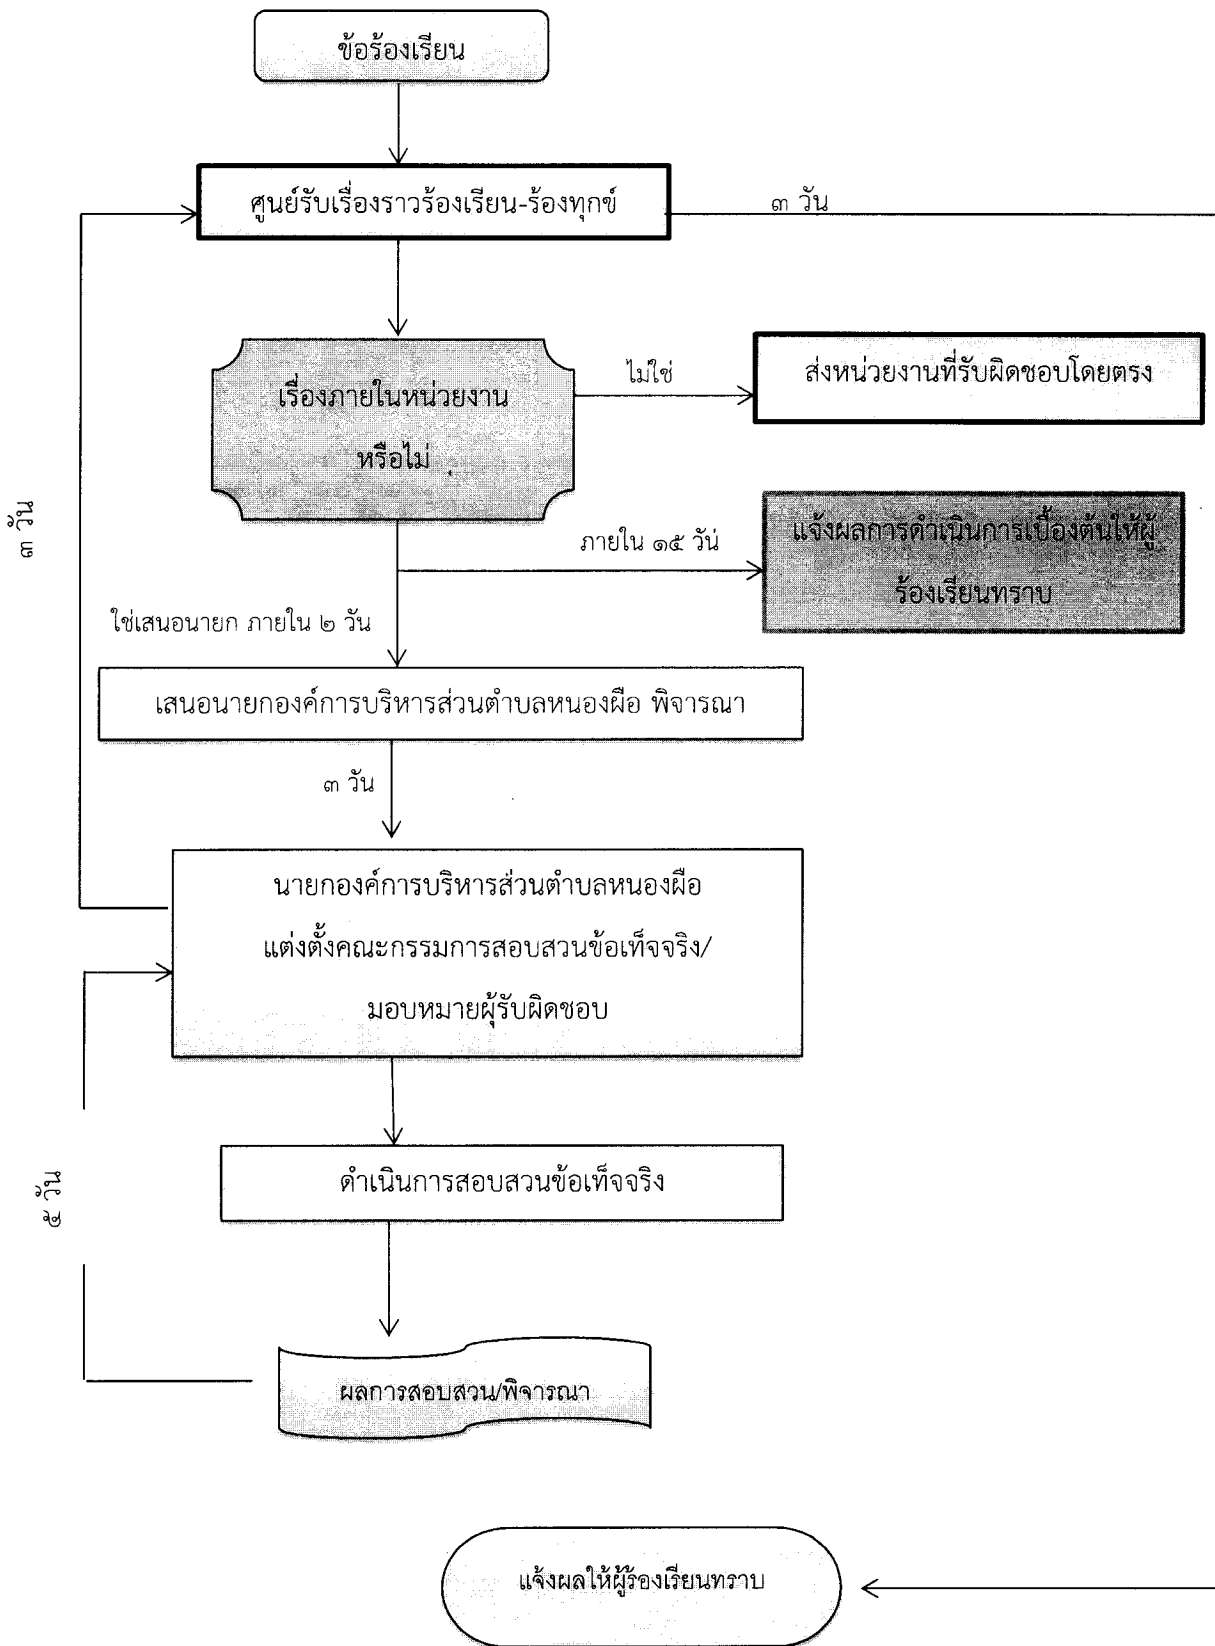 ข้อร้องเรียน
ศูนย์รับเรื่องราวร้องเรียน-ร้องทุกข์
๓ วัน
เรื่องภายในหน่วยงาน
หรือไม่
ไม่ใช่
ส่งหน่วยงานที่รับผิดชอบโดยตรง
๓ วัน
ภายใน ๑๕ วัน
แจ้งผลการดำเนินการเบื้องต้นให้ผู้
ร้องเรียนทราบ
ใช่เสนอนายก ภายใน ๒ วัน
เสนอนายกองค์การบริหารส่วนตำบลหนองผือ พิจารณา
๓ วัน
นายกองค์การบริหารส่วนตำบลหนองผือ
แต่งตั้งคณะกรรมการสอบสวนข้อเท็จจริง/
มอบหมายผู้รับผิดชอบ
ดำเนินการสอบสวนข้อเท็จจริง
๕ วัน
ผลการสอบสวน/พิจารณา
แจ้งผลให้ผู้ร้องเรียนทราบ